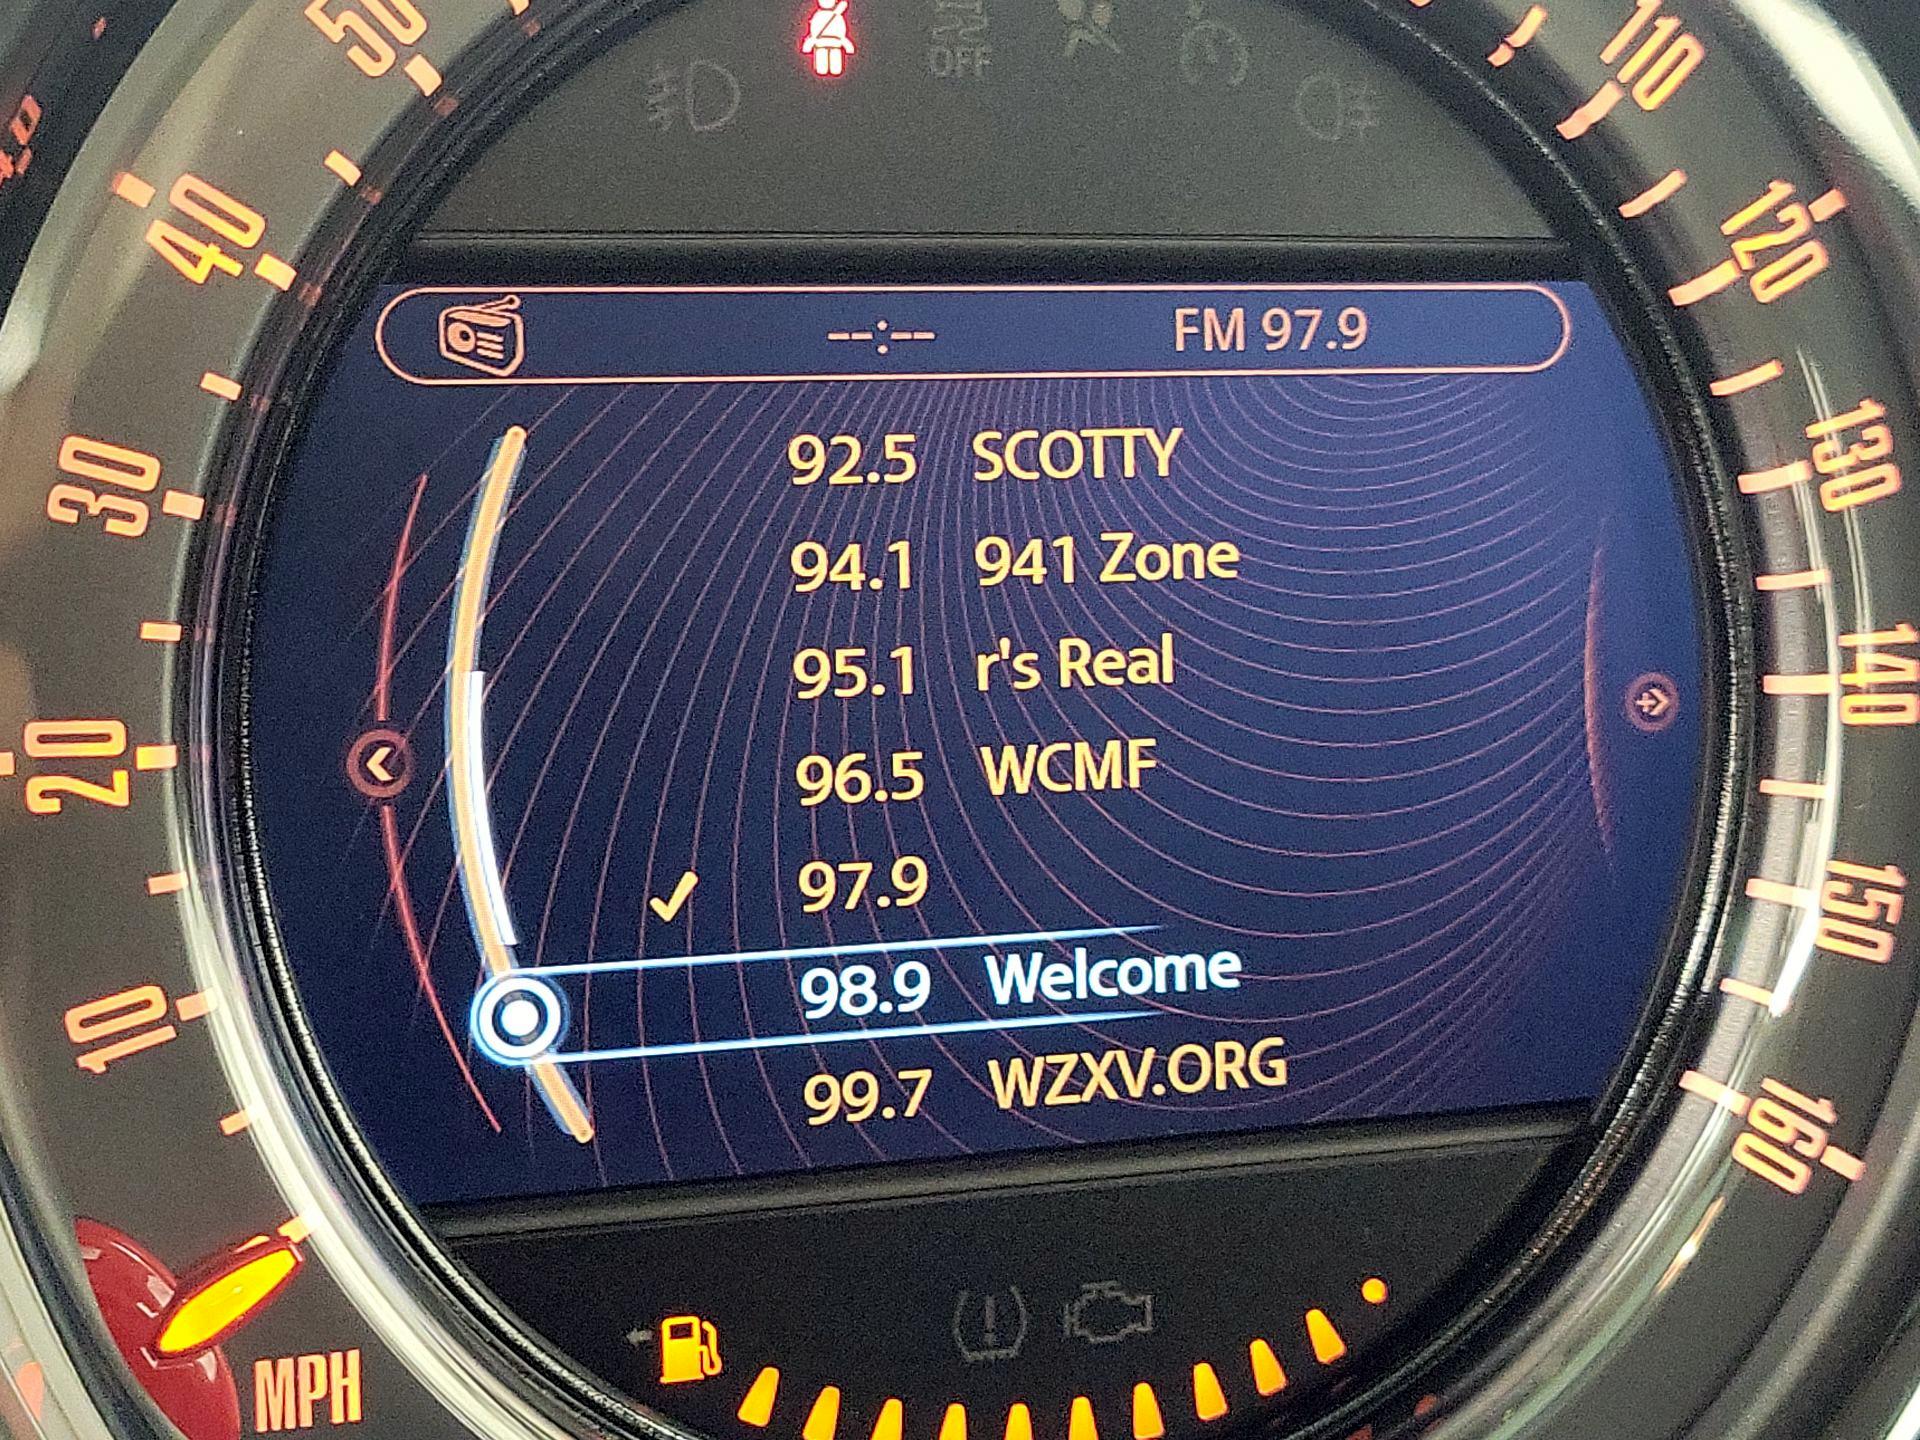 50
110
OFF
40
120
--:-- FM 97.9
92.5 SCOTTY
30
130
94.1 941 Zone
95.1 r's Real
140
20
96.5 WCMF
97.9
150
98.9 Welcome
10
99.7 WZXV.ORG
160
MPH